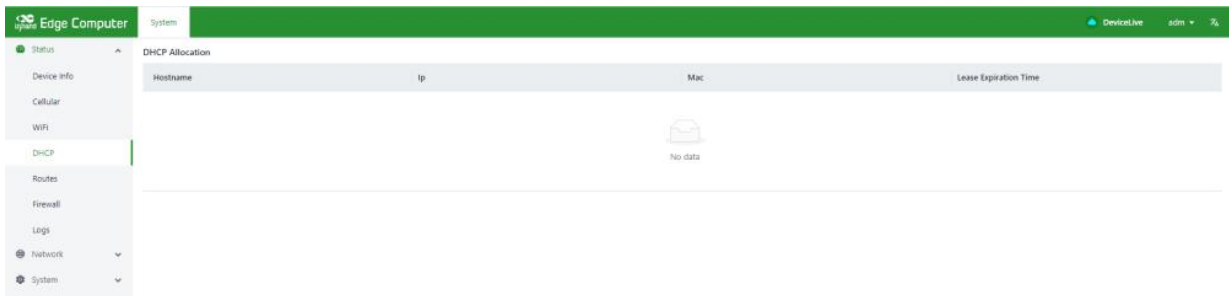 Edge Computer
System
DeviceLive
adm
Status
DHCP Allocation
Device Info
Hostname
Ip
Mac
Lease Expiration Time
Cellular
WiFi
No data
DHCP
Routes
Firewall
Logs
Network
System